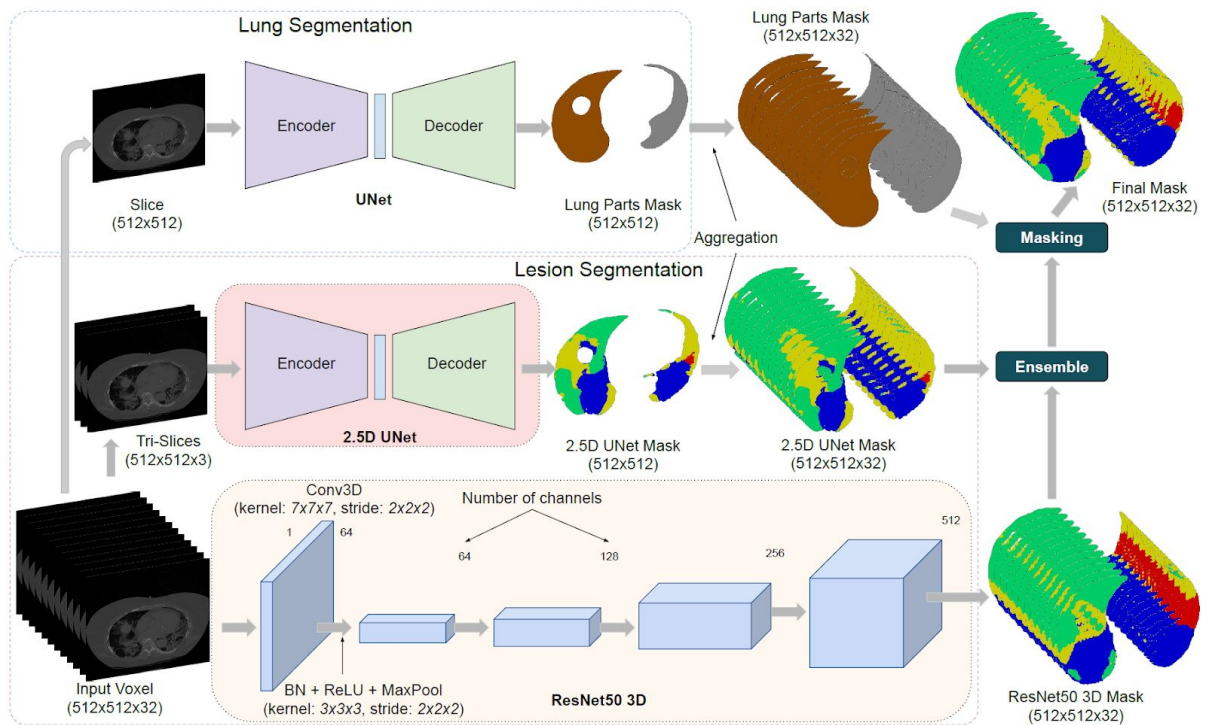 Lung Segmentation
Slice
(512x512)
Encoder
Decoder
UNet
Lung Parts Mask
(512x512)
Lung Parts Mask
(512x512x32)
Final Mask
(512x512x32)
Masking
Aggregation
Lesion Segmentation
Tri-Slices
(512x512x3)
Encoder
Decoder
2.5D UNet
2.5D UNet Mask
(512x512)
2.5D UNet Mask
(512x512x32)
Ensemble
Input Voxel
(512x512x32)
Conv3D
(kernel: 7x7x7, stride: 2x2x2)
1
64
Number of channels
64
128
256
512
BN + ReLU + MaxPool
(kernel: 3x3x3, stride: 2x2x2)
ResNet50 3D
ResNet50 3D Mask
(512x512x32)